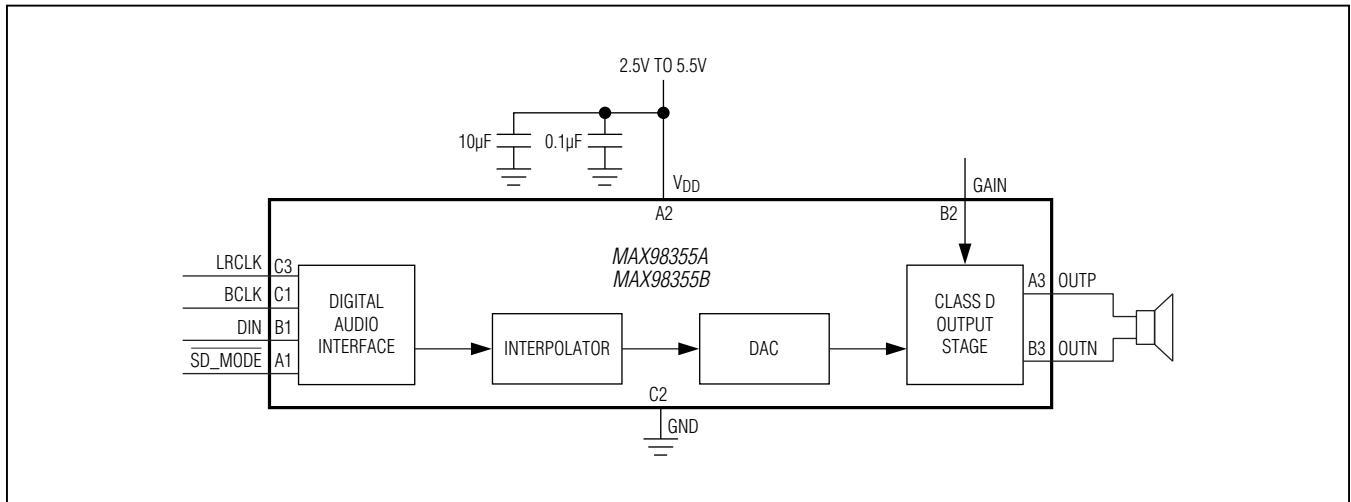 2.5V TO 5.5V
10µF
0.1µF
VDD
GAIN
A2
B2
MAX98355A
MAX98355B
LRCLK
C3
BCLK
C1
DIN
B1
SD_MODE
A1
DIGITAL
AUDIO
INTERFACE
INTERPOLATOR
DAC
CLASS D
OUTPUT
STAGE
A3
OUTP
B3
OUTN
C2
GND